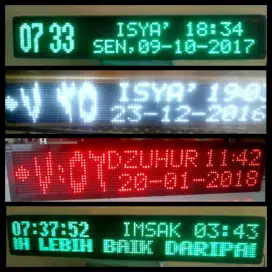 07 33
ISYA' 18:34
SEN,09-10-2017
ISYA' 19:0
23-12-2016
DZUHUR 11:42
20-01-2018
07:37:52
IMSAK 03:43
LEBIH BAIK DARIPA